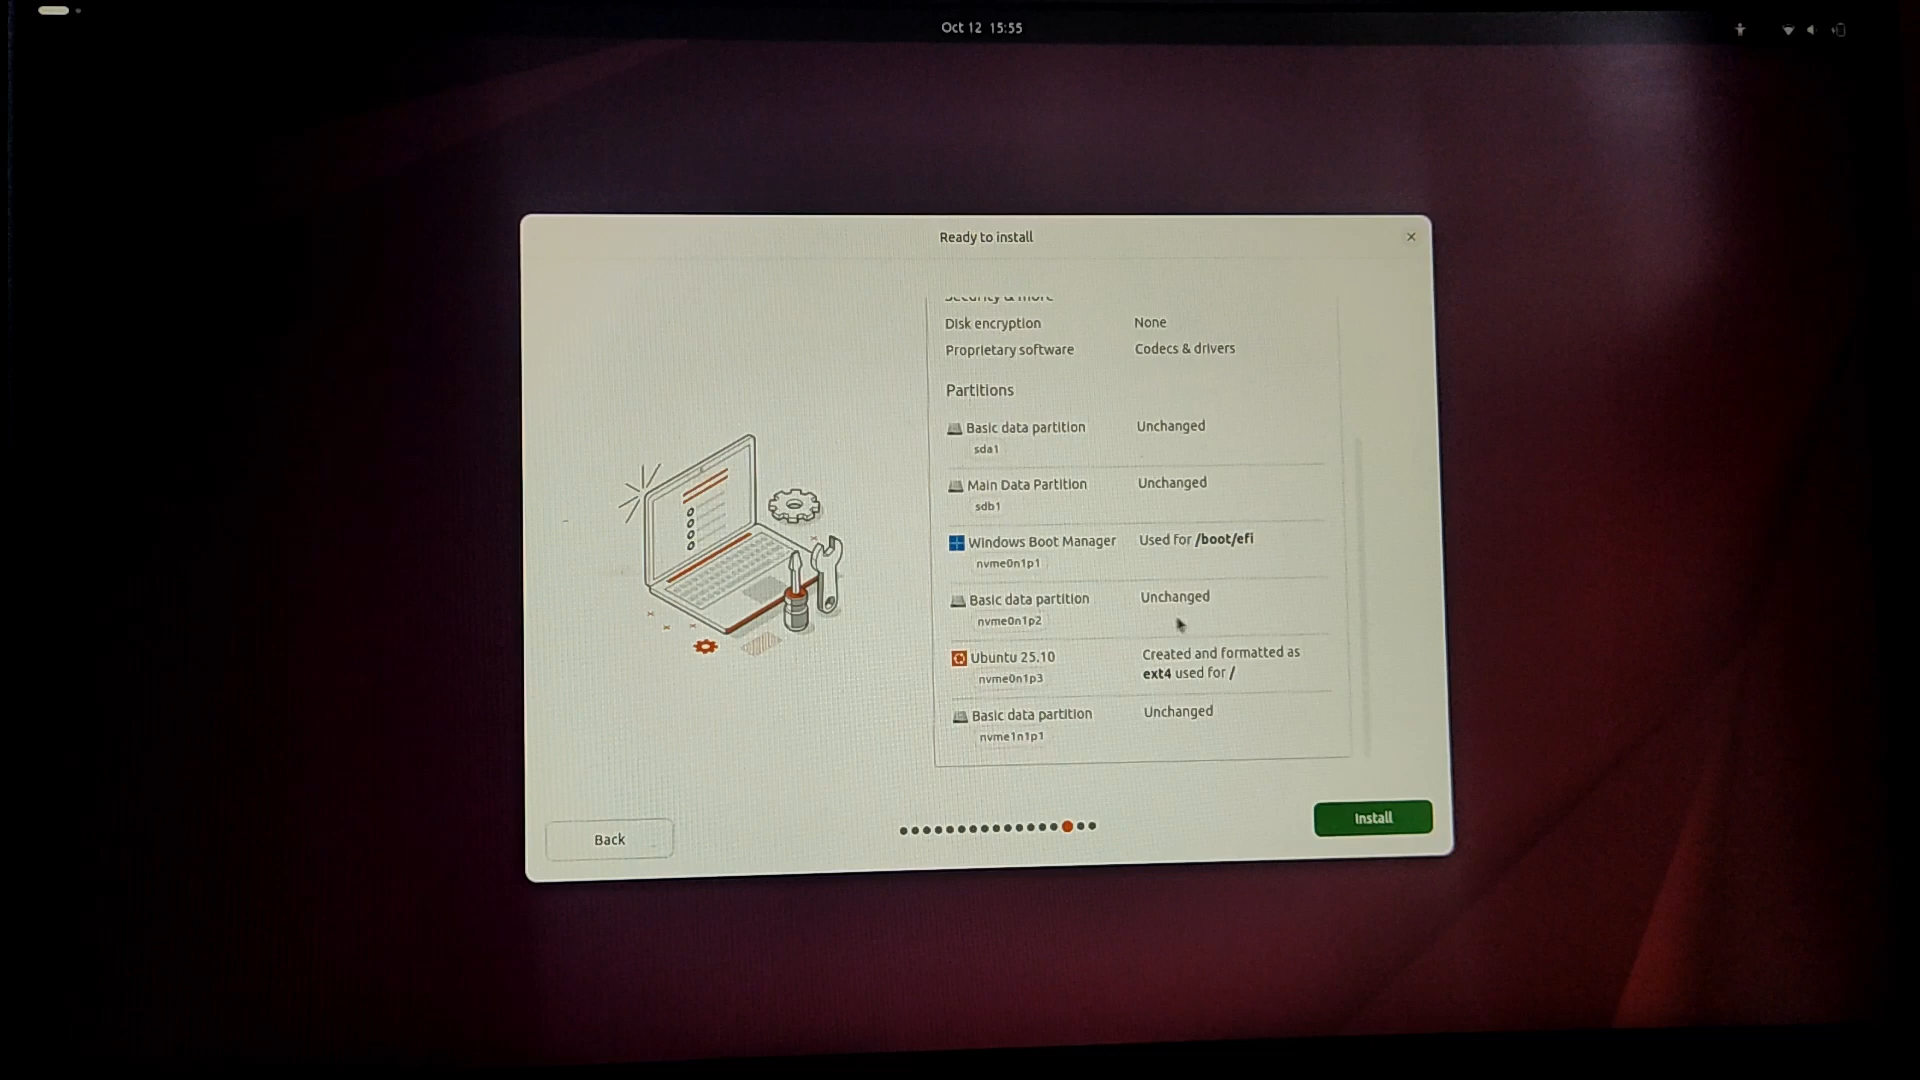 Oct 12 15:55
Ready to install
Security & more
Disk encryption None
Proprietary software Codecs & drivers
Partitions
Basic data partition Unchanged
sda1
Main Data Partition Unchanged
sdb1
Windows Boot Manager Used for /boot/efi
nvme0n1p1
Basic data partition Unchanged
nvme0n1p2
Ubuntu 25.10 Created and formatted as
nvme0n1p3 ext4 used for /
Basic data partition Unchanged
nvme1n1p1
Back
Install